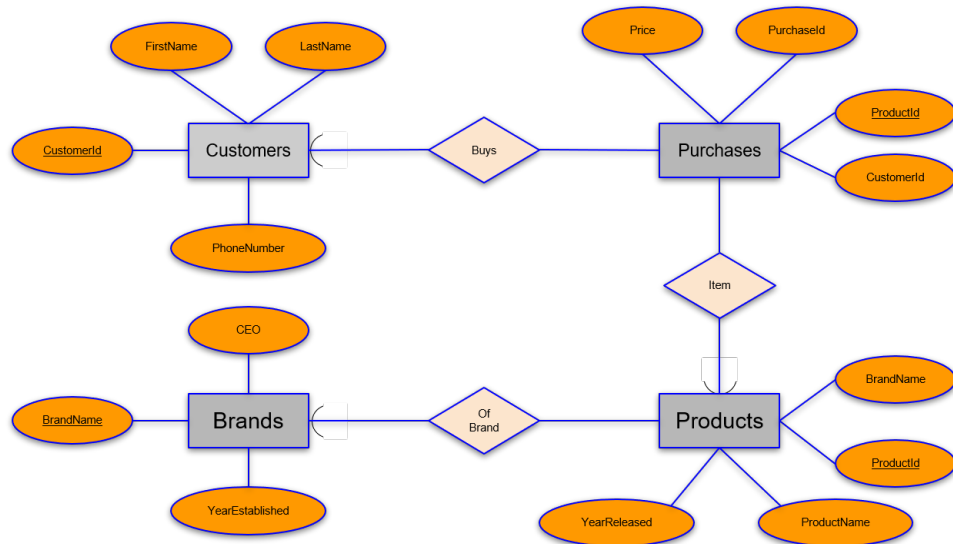 FirstName
LastName
Price
PurchaseId
ProductId
CustomerId
Customers
Buys
Purchases
CustomerId
PhoneNumber
Item
CEO
BrandName
BrandName
Brands
Of
Brand
Products
ProductId
YearEstablished
YearReleased
ProductName